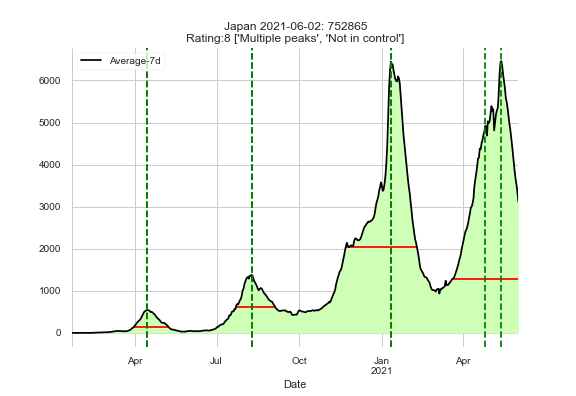 Japan 2021-06-02: 752865
Rating:8 ['Multiple peaks', 'Not in control']
Average-7d
6000
5000
4000
3000
2000
1000
0
Apr
Jul
Oct
Jan
2021
Apr
Date